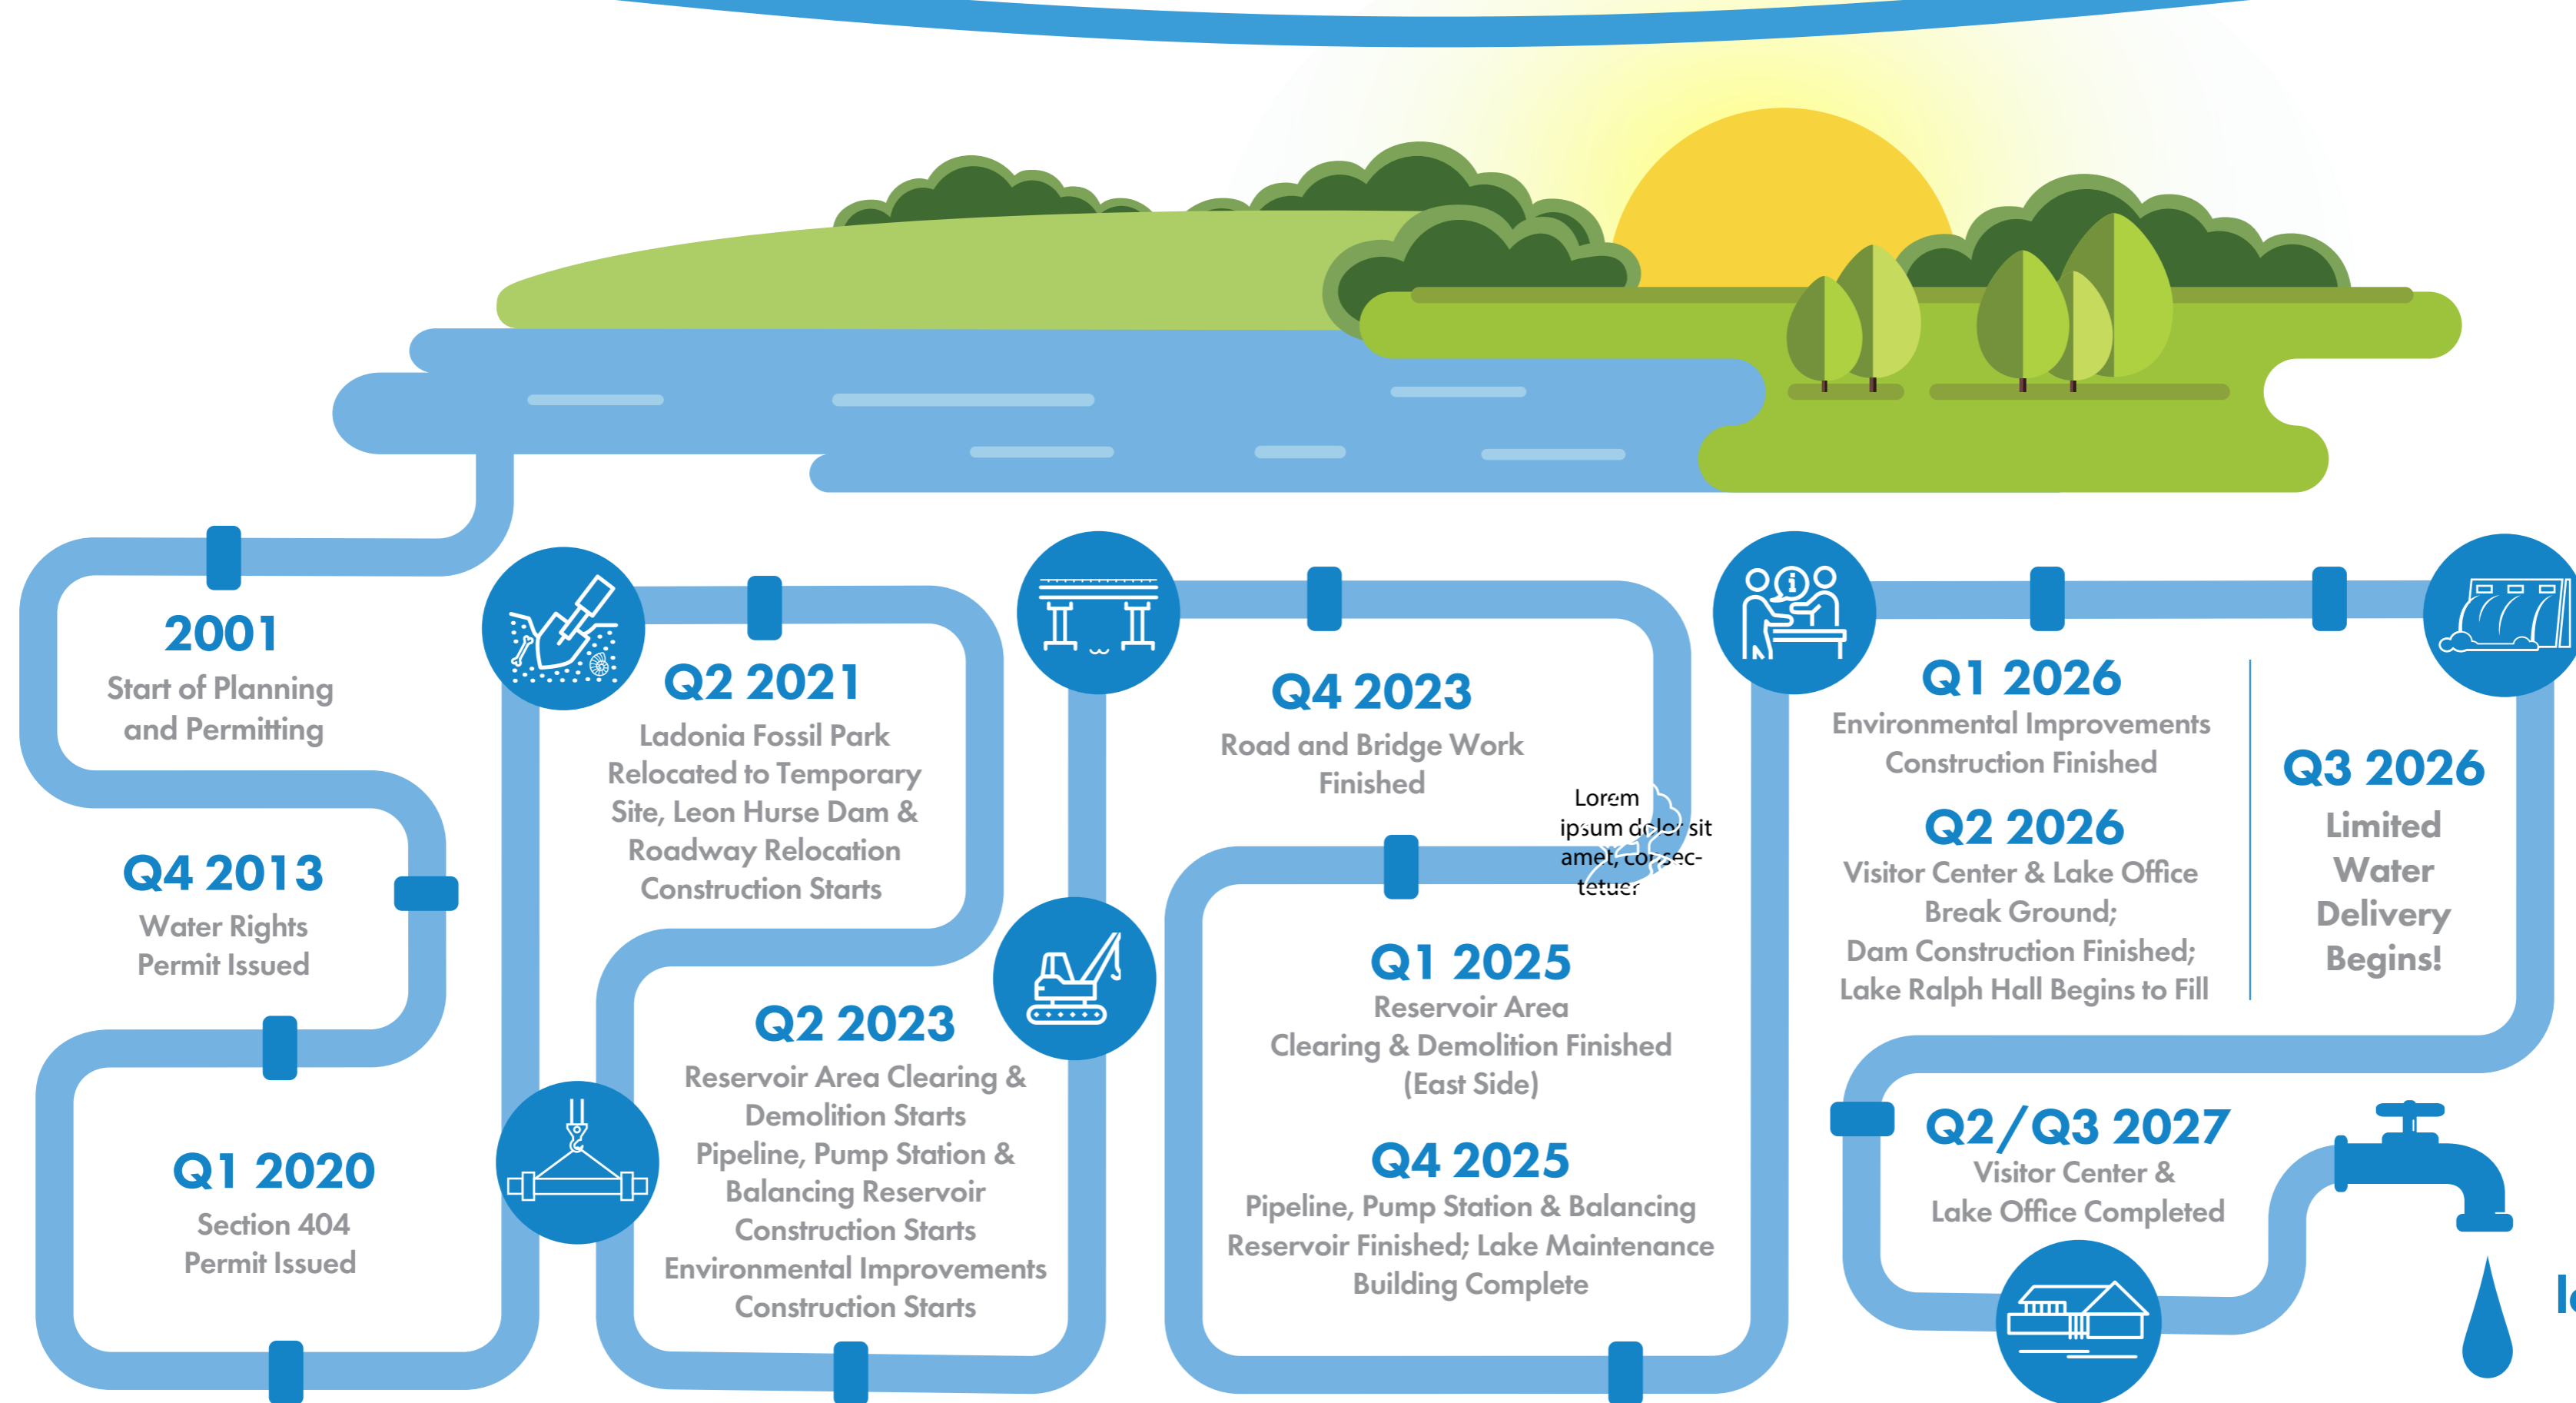 2001
Start of Planning
and Permitting
Q4 2013
Water Rights
Permit Issued
Q1 2020
Section 404
Permit Issued
Q2 2021
Ladonia Fossil Park
Relocated to Temporary
Site, Leon Hurse Dam &
Roadway Relocation
Construction Starts
Q2 2023
Reservoir Area Clearing &
Demolition Starts
Pipeline, Pump Station &
Balancing Reservoir
Construction Starts
Environmental Improvements
Construction Starts
Q4 2023
Road and Bridge Work
Finished
Lorem
ipsum dolor sit
amet, consec-
tetuer
Q1 2025
Reservoir Area
Clearing & Demolition Finished
(East Side)
Q4 2025
Pipeline, Pump Station & Balancing
Reservoir Finished; Lake Maintenance
Building Complete
i
Q1 2026
Environmental Improvements
Construction Finished
Q2 2026
Visitor Center & Lake Office
Break Ground;
Dam Construction Finished;
Lake Ralph Hall Begins to Fill
Q3 2026
Limited
Water
Delivery
Begins!
Q2/Q3 2027
Visitor Center &
Lake Office Completed